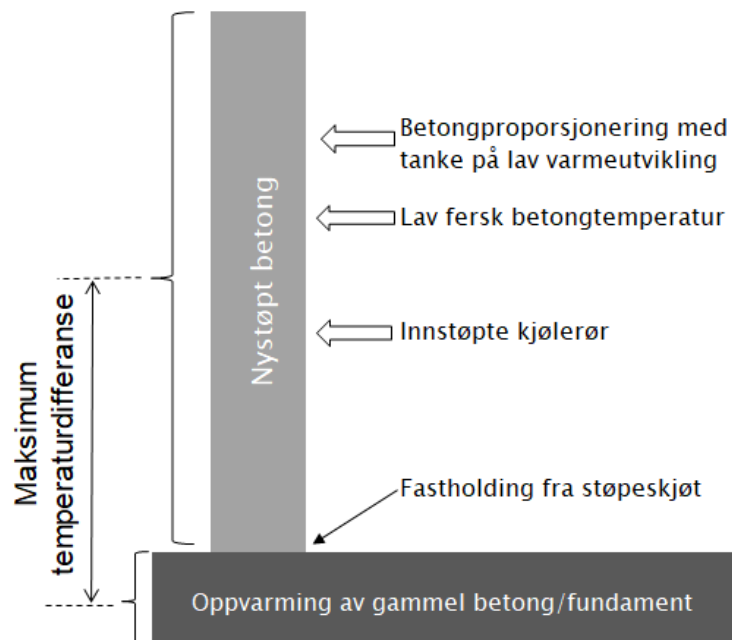 Betongproporsjonering med
tanke på lav varmeutvikling
Lav fersk betongtemperatur
Nystøpt betong
Innstøpte kjølerør
Maksimum
temperaturdifferanse
Fastholding fra støpeskjøt
Oppvarming av gammel betong/fundament